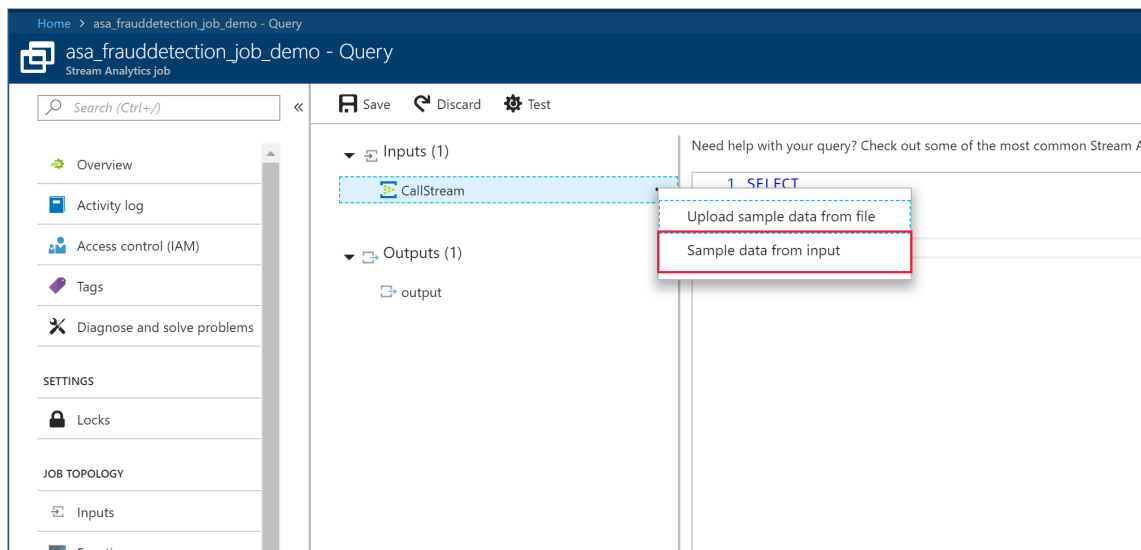 Home > asa_frauddetection_job_demo - Query
asa_frauddetection_job_demo - Query
Stream Analytics job
Search (Ctrl+/)
«
Overview
Activity log
Access control (IAM)
Tags
Diagnose and solve problems
SETTINGS
Locks
JOB TOPOLOGY
Inputs
Save Discard Test
Inputs (1)
CallStream
Outputs (1)
output
Need help with your query? Check out some of the most common Stream A
1 SELECT
Upload sample data from file
Sample data from input